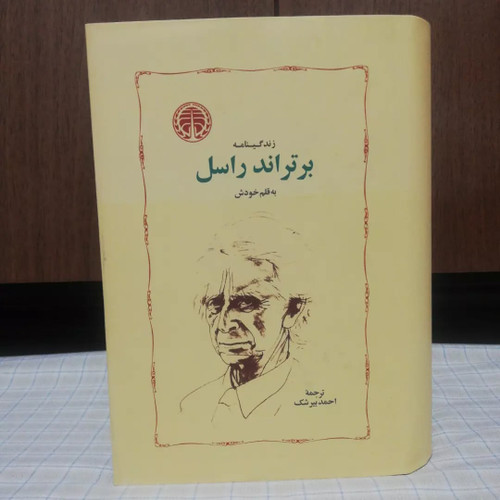 زندگینامه
برتراند راسل
به قلم خودش
ترجمهٔ
احمد بیرشک